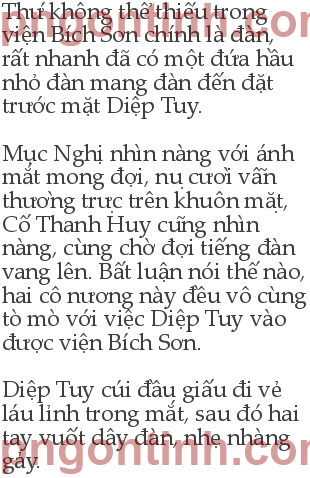 Thứ không thể thiếu trong
viện Bích Sơn chính là đàn,
rất nhanh đã có một đứa hầu
nhỏ đàn mang đàn đến đặt
trước mặt Diệp Tuy.

Mục Nghị nhìn nàng với ánh
mắt mong đợi, nụ cười vẫn
thường trực trên khuôn mặt,
Cố Thanh Huy cững nhìn
nàng, cùng chờ đợi tiếng đàn
vang lên. Bất luận nói thế nào,
hai cô nương này đều vô cùng
tò mò với việc Diệp Tuy vào
được viện Bích Sơn.

Diệp Tuy cúi đầu giấu đi vẻ
láu lỉnh trong mắt, sau đó hai
tay vuốt dây đàn, nhẹ nhàng
gảy.
pngontinh.com
pngontinh.com